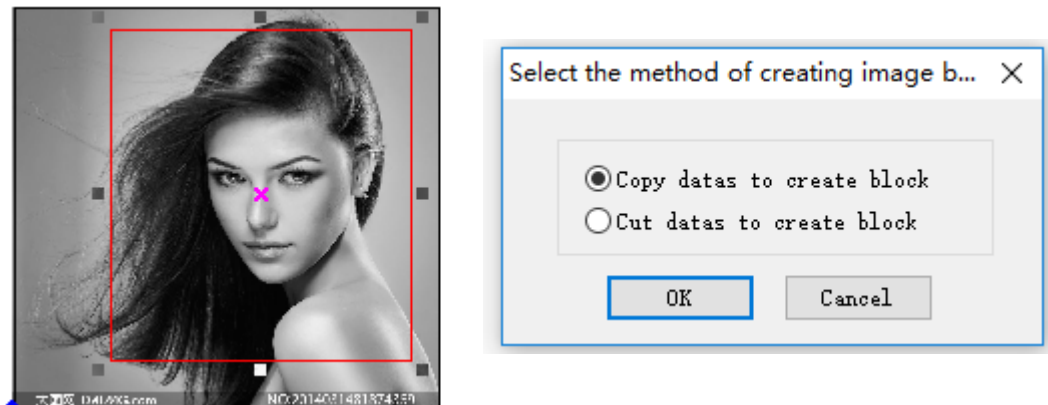 Select the method of creating image b...
Copy datas to create block
Cut datas to create block
OK
Cancel